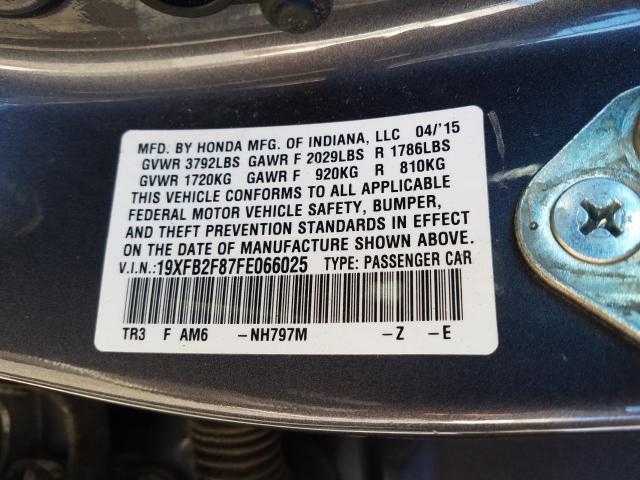 MFD. BY HONDA MFG. OF INDIANA, LLC 04/'15
GVWR 3792LBS GAWR F 2029LBS R 1786LBS
GVWR 1720KG GAWR F 920KG R 810KG
THIS VEHICLE CONFORMS TO ALL APPLICABLE
FEDERAL MOTOR VEHICLE SAFETY, BUMPER,
AND THEFT PREVENTION STANDARDS IN EFFECT
ON THE DATE OF MANUFACTURE SHOWN ABOVE.
V.I.N.:19XFB2F87FE066025 TYPE: PASSENGER CAR
TR3 F AM6 -NH797M -Z -E